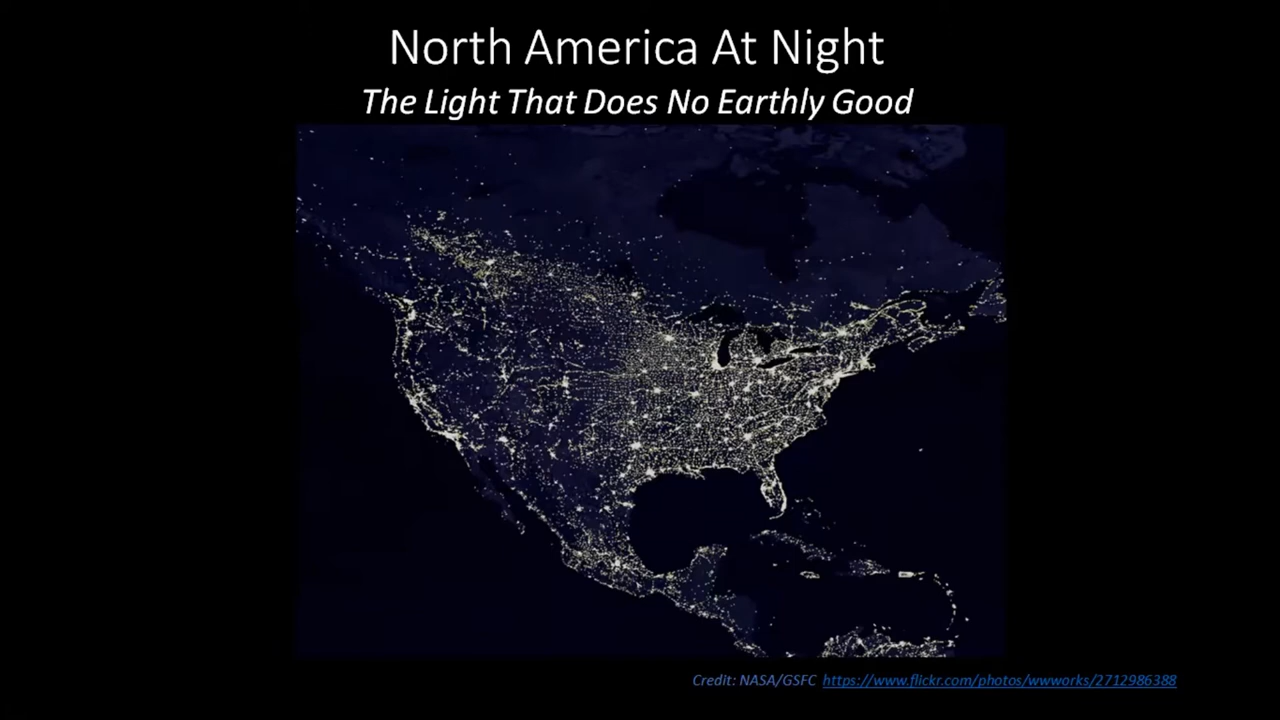 North America At Night
The Light That Does No Earthly Good
Credit: NASA/GSFC https://www.flickr.com/photos/wwworks/2712986388